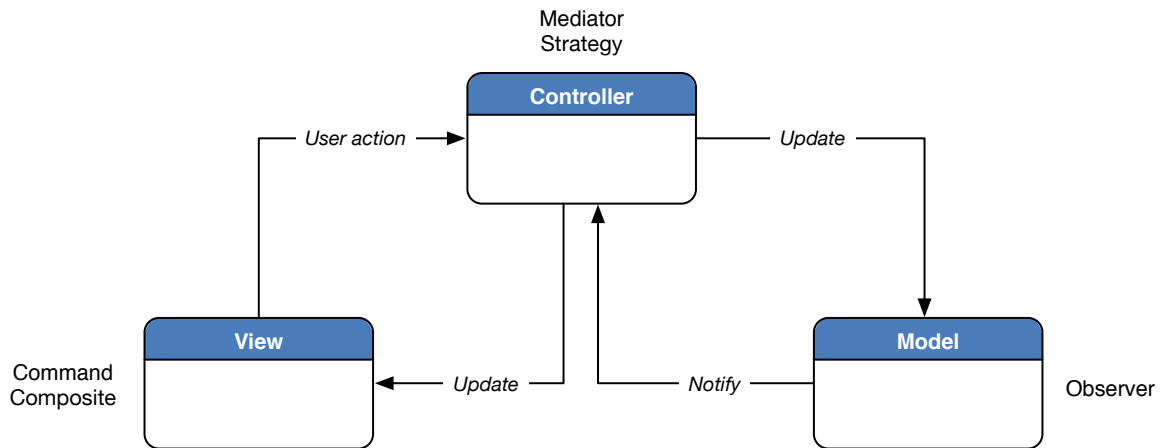 Mediator
Strategy
Controller
User action
Update
View
Model
Command
Composite
Update
Notify
Observer